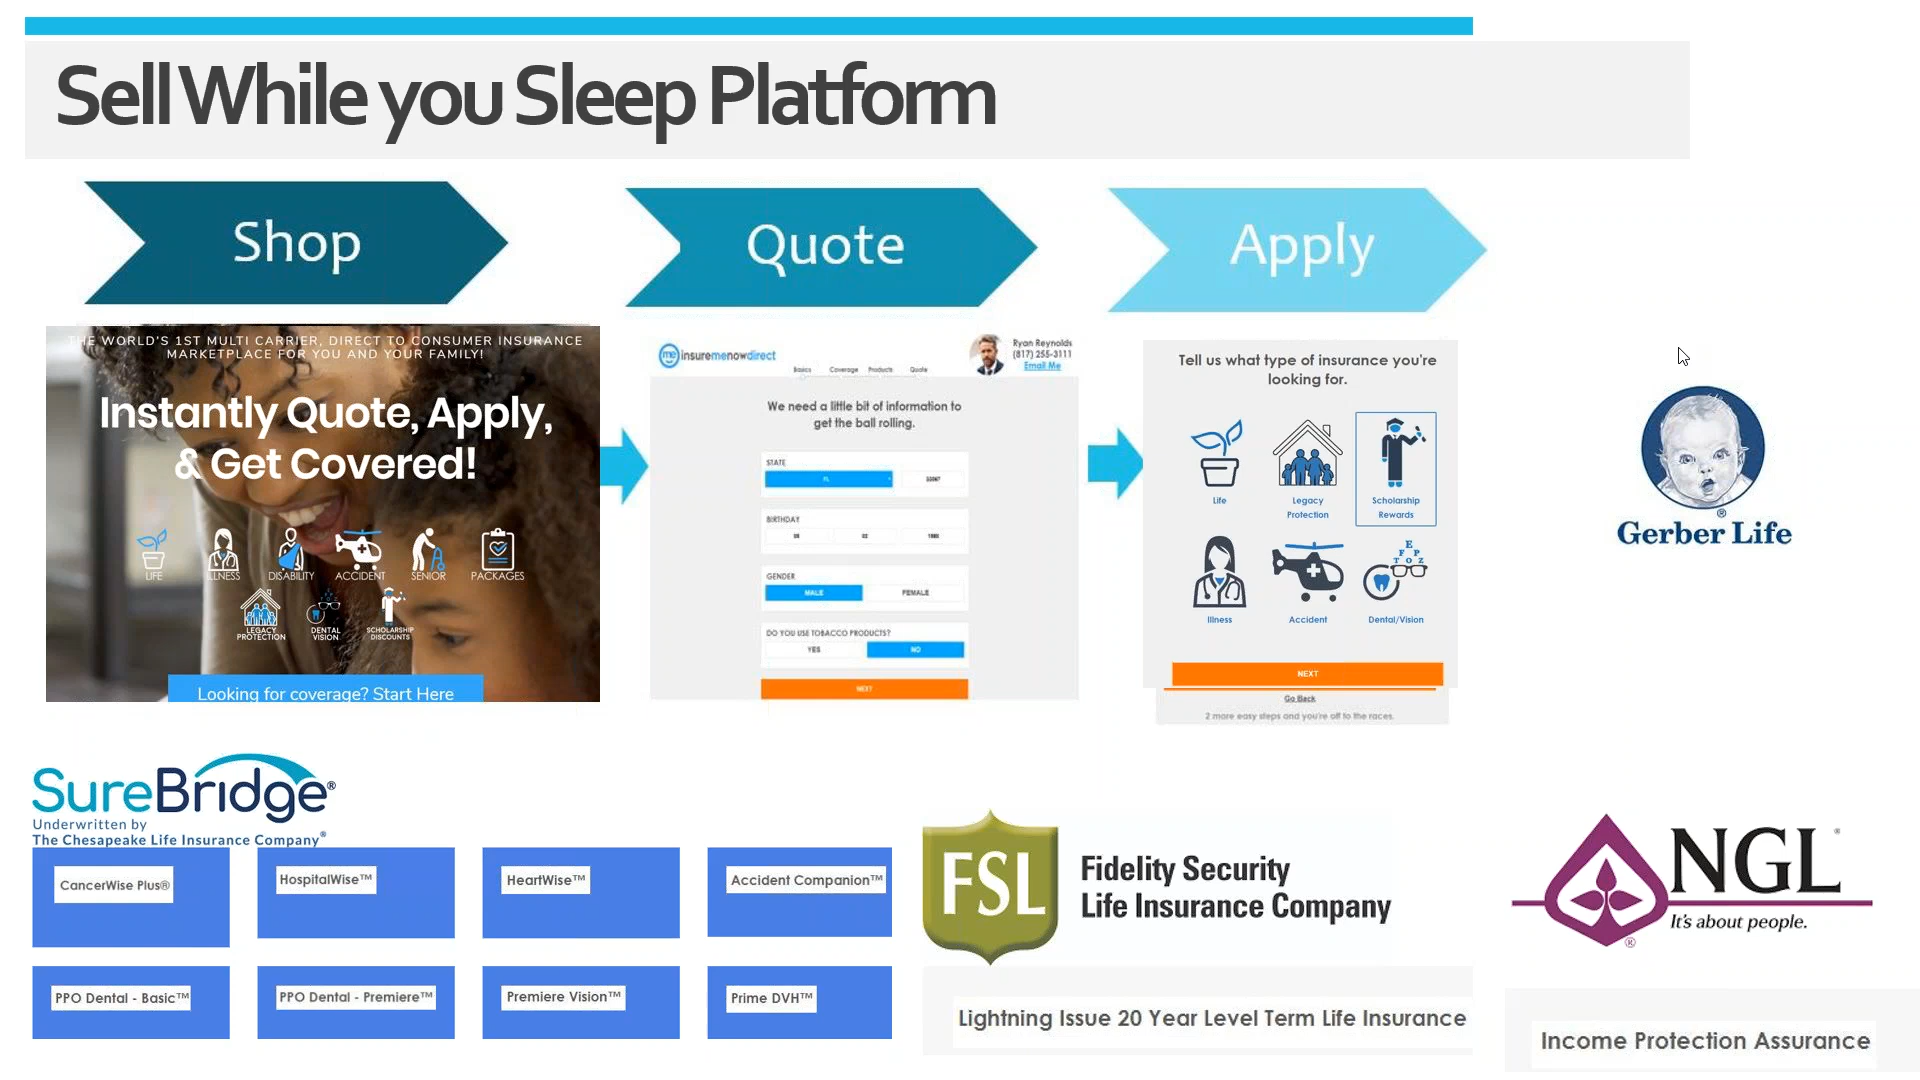 Sell While you Sleep Platform
Shop
Quote
Apply
THE WORLD'S 1ST MULTI CARRIER, DIRECT TO CONSUMER INSURANCE
MARKETPLACE FOR YOU AND YOUR FAMILY!
Instantly Quote, Apply,
& Get Covered!
LIFE
ILLNESS
DISABILITY
ACCIDENT
SENIOR
PACKAGES
LEGACY
PROTECTION
DENTAL
VISION
SCHOLARSHIP
DISCOUNTS
Looking for coverage? Start Here
me insuremenowdirect
Ryan Reynolds
(817) 255-3111
Email Me
Basics Coverage Products Quote
We need a little bit of information to
get the ball rolling.
STATE
FL
BIRTHDAY
GENDER
MALE FEMALE
DO YOU USE TOBACCO PRODUCTS?
YES NO
NEXT
Tell us what type of insurance you're
looking for.
Life
Legacy
Protection
Scholarship
Rewards
E
F P
T O Z
Illness
Accident
Dental/Vision
NEXT
Go Back
2 more easy steps and you're off to the races.
Gerber Life
SureBridge®
Underwritten by
The Chesapeake Life Insurance Company®
CancerWise Plus®
HospitalWise™
HeartWise™
Accident Companion™
PPO Dental - Basic™
PPO Dental - Premiere™
Premiere Vision™
Prime DVH™
FSL
Fidelity Security
Life Insurance Company
Lightning Issue 20 Year Level Term Life Insurance
NGL
It's about people.
Income Protection Assurance